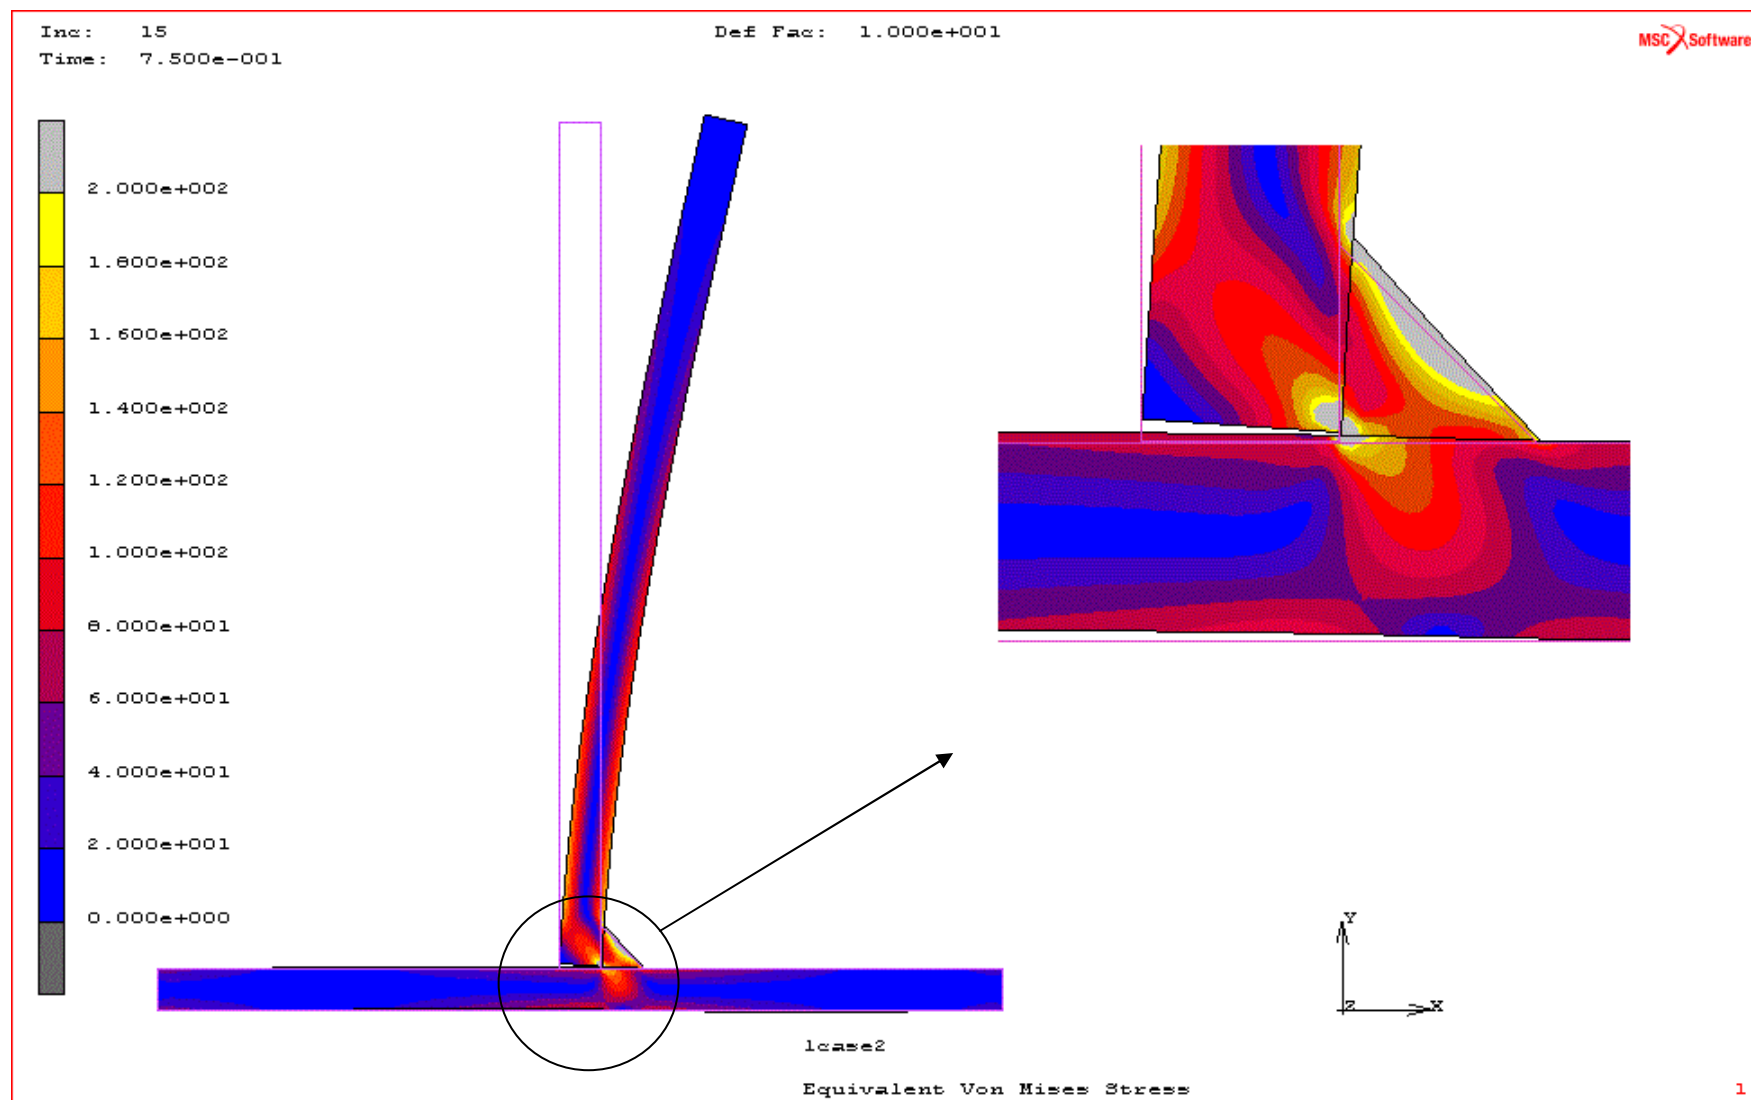 Inc: 15
Time: 7.500e-001
Def Fac: 1.000e+001
MSC Software
2.000e+002
1.800e+002
1.600e+002
1.400e+002
1.200e+002
1.000e+002
8.000e+001
6.000e+001
4.000e+001
2.000e+001
0.000e+000
Y
Z X
lcase2
Equivalent Von Mises Stress
1